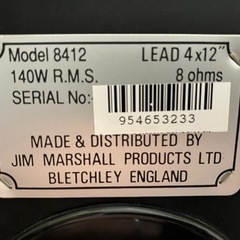 Model 8412 LEAD 4x12"
140W R.M.S. 8 ohms
SERIAL No:-
954653233
MADE & DISTRIBUTED BY
JIM MARSHALL PRODUCTS LTD
BLETCHLEY ENGLAND